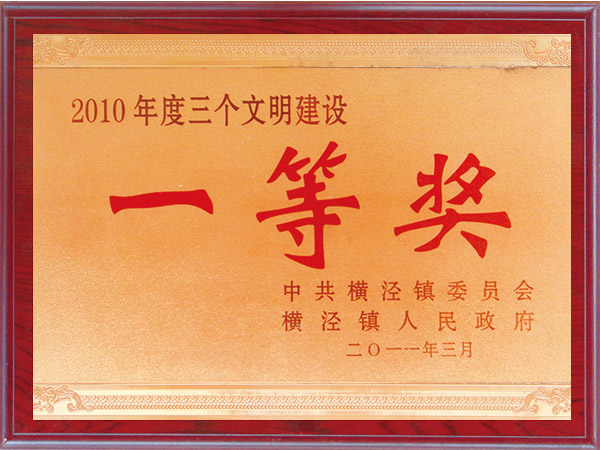 2010年度三个文明建设
一等奖
中共横泾镇委员会
横泾镇人民政府
二〇一一年三月